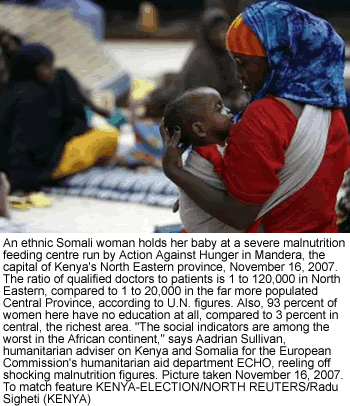 An ethnic Somali woman holds her baby at a severe malnutrition
feeding centre run by Action Against Hunger in Mandera, the
capital of Kenya's North Eastern province, November 16, 2007.
The ratio of qualified doctors to patients is 1 to 120,000 in North
Eastern, compared to 1 to 20,000 in the far more populated
Central Province, according to U.N. figures. Also, 93 percent of
women here have no education at all, compared to 3 percent in
central, the richest area. "The social indicators are among the
worst in the African continent," says Aadrian Sullivan,
humanitarian adviser on Kenya and Somalia for the European
Commission's humanitarian aid department ECHO, reeling off
shocking malnutrition figures. Picture taken November 16, 2007.
To match feature KENYA-ELECTION/NORTH REUTERS/Radu
Sigheti (KENYA)